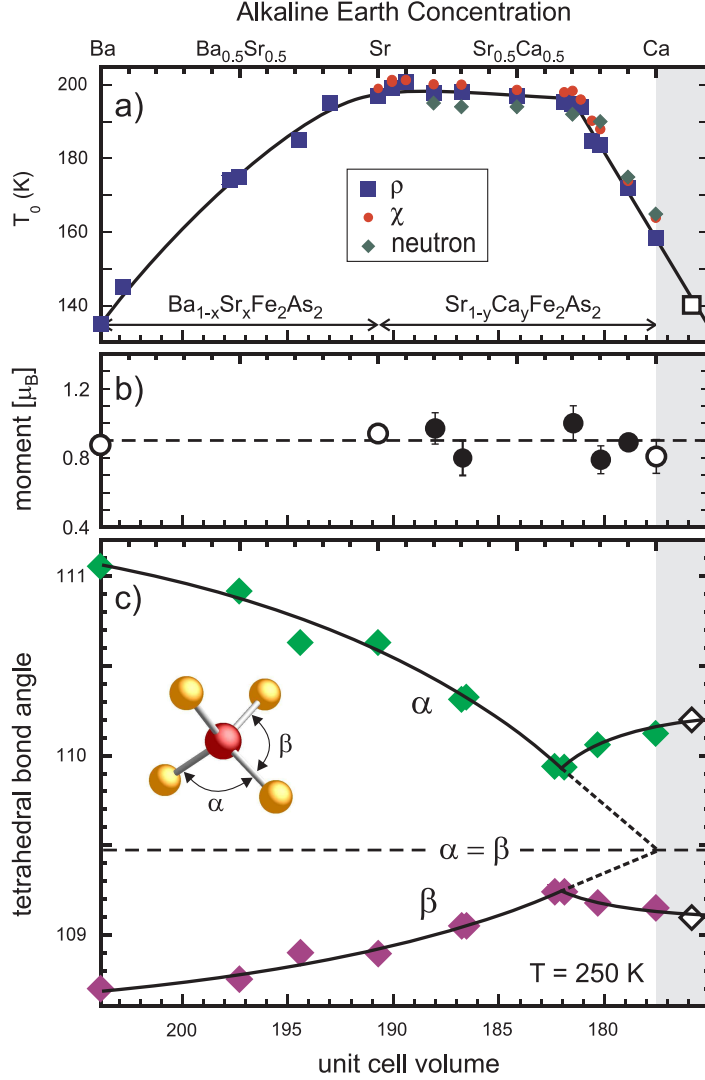 Alkaline Earth Concentration
Ba Ba0.5Sr0.5 Sr Sr0.5Ca0.5 Ca
a)
200
180
160
140
T0 (K)
ρ
χ
neutron
Ba1-xSrxFe2As2 Sr1-yCayFe2As2
b)
1.2
0.8
0.4
moment [μB]
c)
111
110
109
tetrahedral bond angle
α
β
α
α = β
β
T = 250 K
200 195 190 185 180
unit cell volume